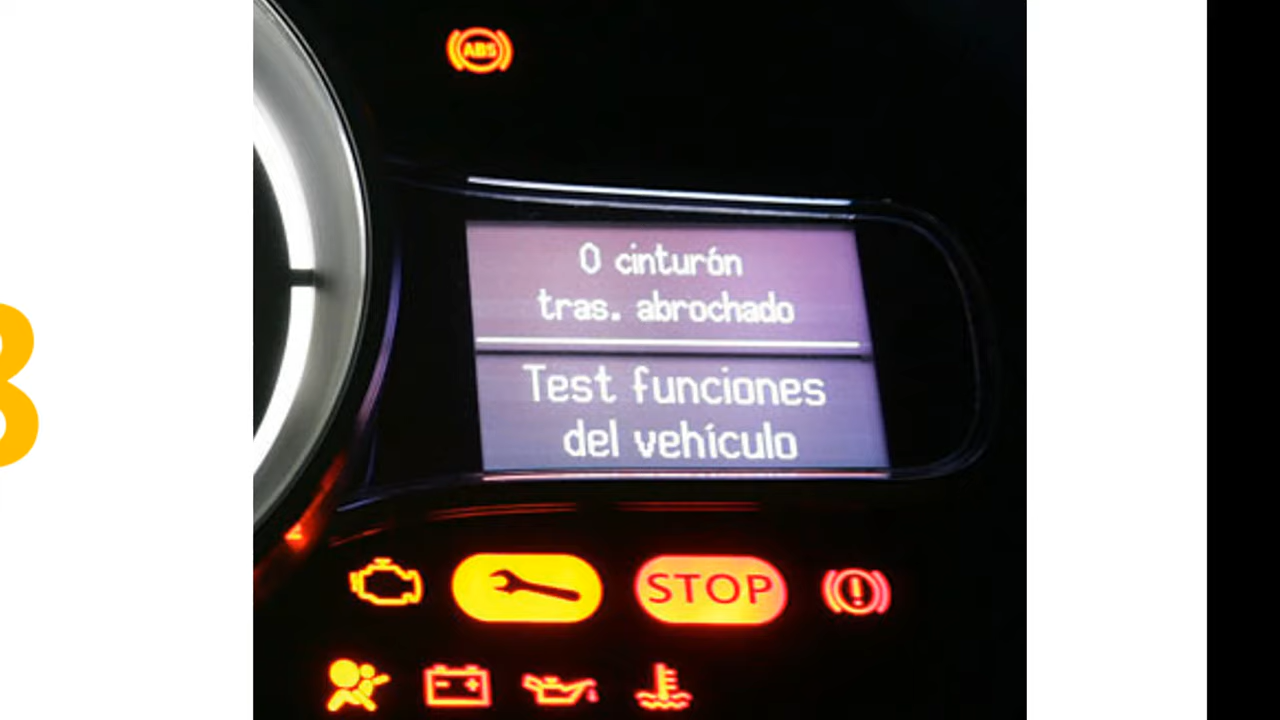 ABS
0 cinturón
tras. abrochado
Test funciones
del vehículo
STOP